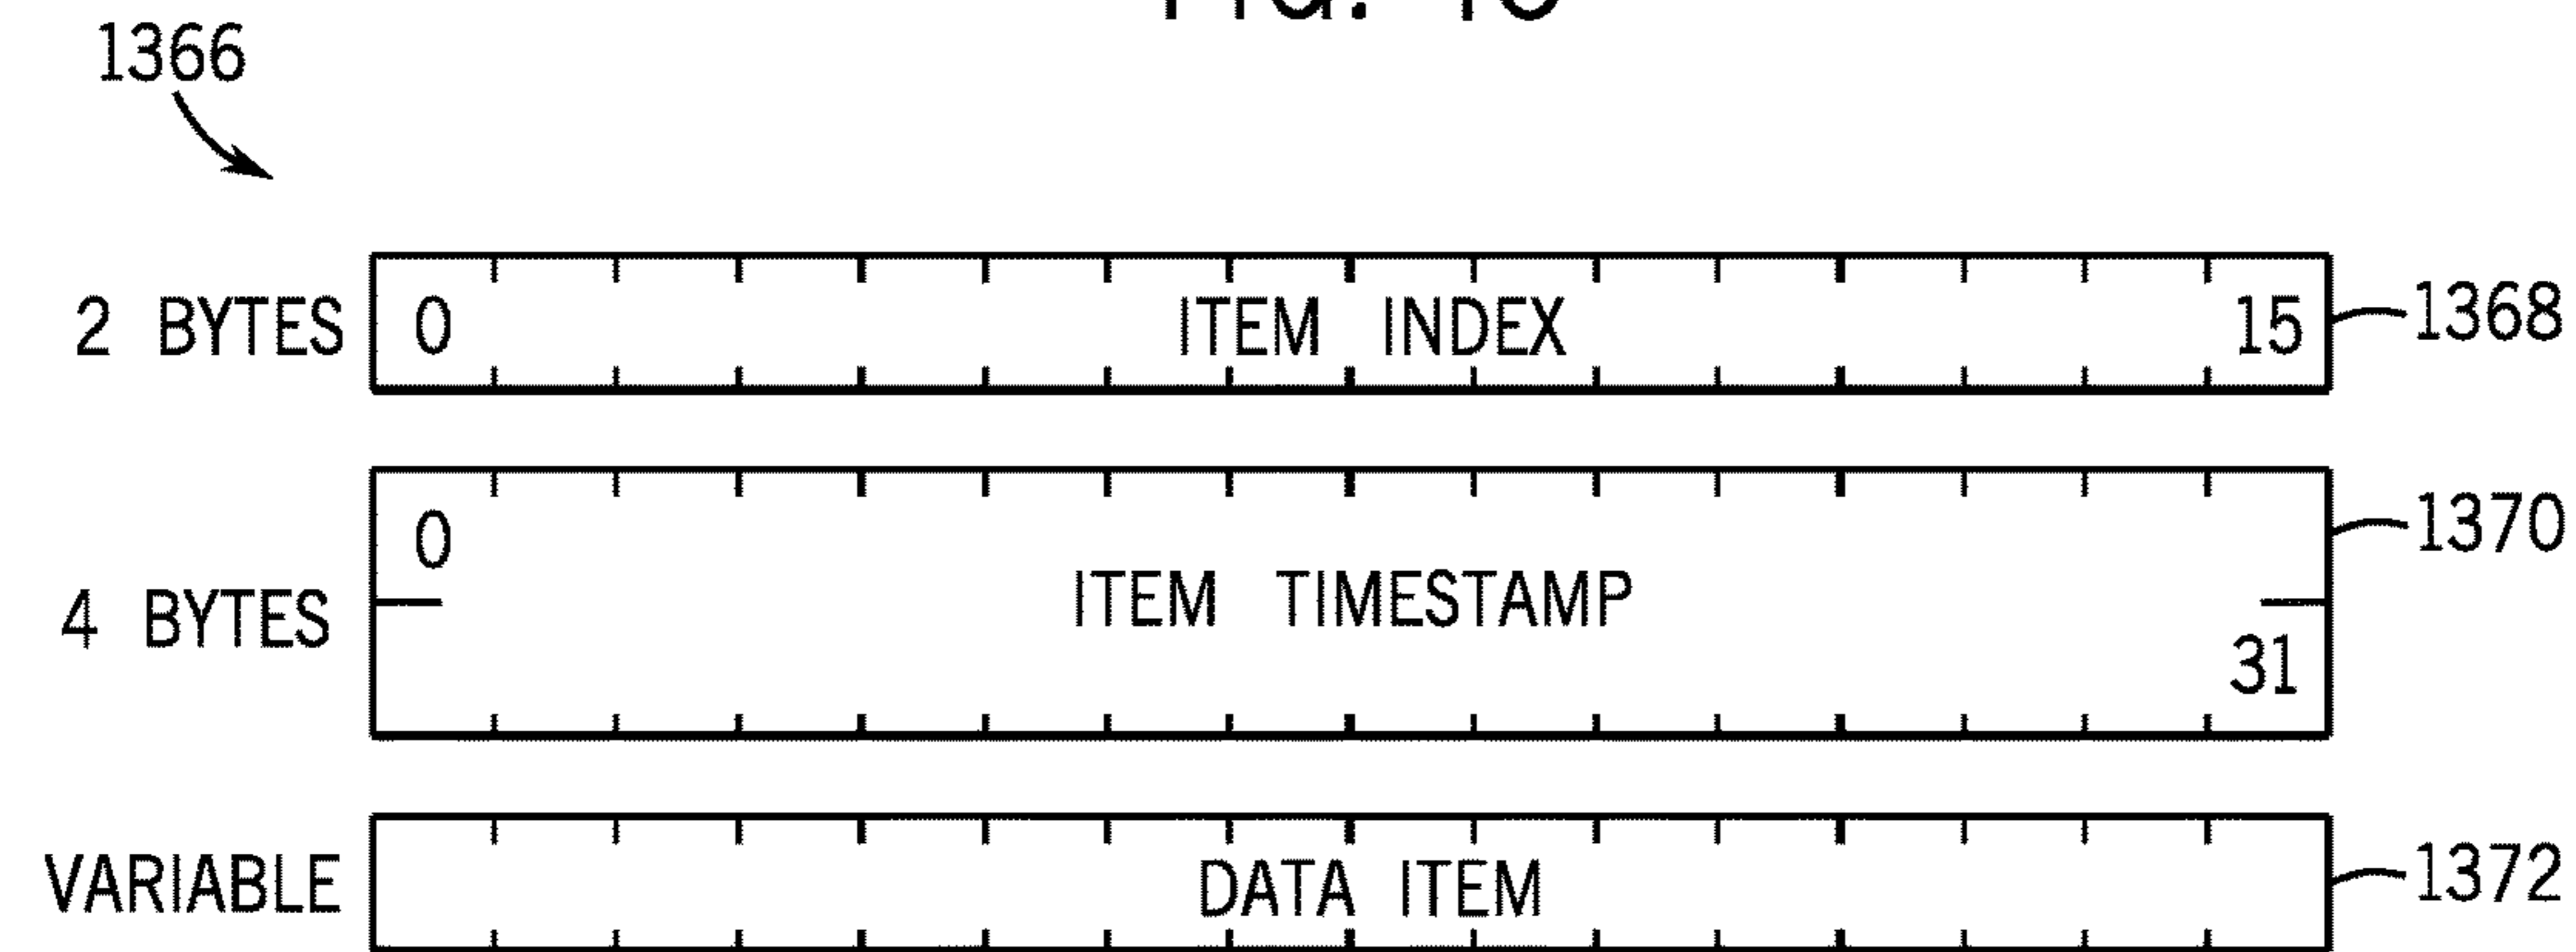 1366
2 BYTES 0 ITEM INDEX 15 1368
0 1370
4 BYTES ITEM TIMESTAMP
31
VARIABLE DATA ITEM 1372